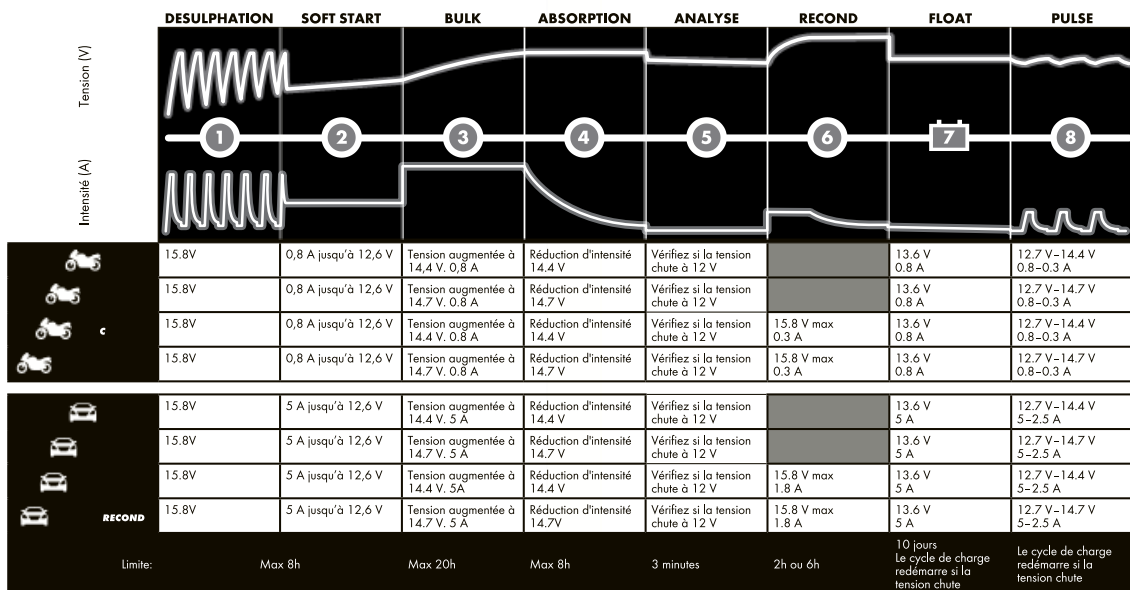 DESULPHATION SOFT START BULK ABSORPTION ANALYSE RECOND FLOAT PULSE
Tension (V)
1 2 3 4 5 6 7 8
Intensité (A)
15.8V 0,8 A jusqu'à 12,6 V Tension augmentée à Réduction d'intensité Vérifiez si la tension 13.6 V 12.7 V–14.4 V
14,4 V. 0,8 A 14.4 V chute à 12 V 0.8 A 0.8–0.3 A
15.8V 0,8 A jusqu'à 12,6 V Tension augmentée à Réduction d'intensité Vérifiez si la tension 13.6 V 12.7 V–14.7 V
14.7 V. 0.8 A 14.7 V chute à 12 V 0.8 A 0.8–0.3 A
C 15.8V 0,8 A jusqu'à 12,6 V Tension augmentée à Réduction d'intensité Vérifiez si la tension 15.8 V max 13.6 V 12.7 V–14.4 V
14.4 V. 0.8 A 14.4 V chute à 12 V 0.3 A 0.8 A 0.8–0.3 A
15.8V 0,8 A jusqu'à 12,6 V Tension augmentée à Réduction d'intensité Vérifiez si la tension 15.8 V max 13.6 V 12.7 V–14.7 V
14.7 V. 0.8 A 14.7 V chute à 12 V 0.3 A 0.8 A 0.8–0.3 A
15.8V 5 A jusqu'à 12,6 V Tension augmentée à Réduction d'intensité Vérifiez si la tension 13.6 V 12.7 V–14.4 V
14.4 V. 5 A 14.4 V chute à 12 V 5 A 5–2.5 A
15.8V 5 A jusqu'à 12,6 V Tension augmentée à Réduction d'intensité Vérifiez si la tension 13.6 V 12.7 V–14.7 V
14.7 V. 5 A 14.7 V chute à 12 V 5 A 5–2.5 A
15.8V 5 A jusqu'à 12,6 V Tension augmentée à Réduction d'intensité Vérifiez si la tension 15.8 V max 13.6 V 12.7 V–14.4 V
14.4 V. 5A 14.4 V chute à 12 V 1.8 A 5 A 5–2.5 A
RECOND 15.8V 5 A jusqu'à 12,6 V Tension augmentée à Réduction d'intensité Vérifiez si la tension 15.8 V max 13.6 V 12.7 V–14.7 V
14.7 V. 5 A 14.7V chute à 12 V 1.8 A 5 A 5–2.5 A
Limite: Max 8h Max 20h Max 8h 3 minutes 2h ou 6h
10 jours
Le cycle de charge
redémarre si la
tension chute
Le cycle de charge
redémarre si la
tension chute